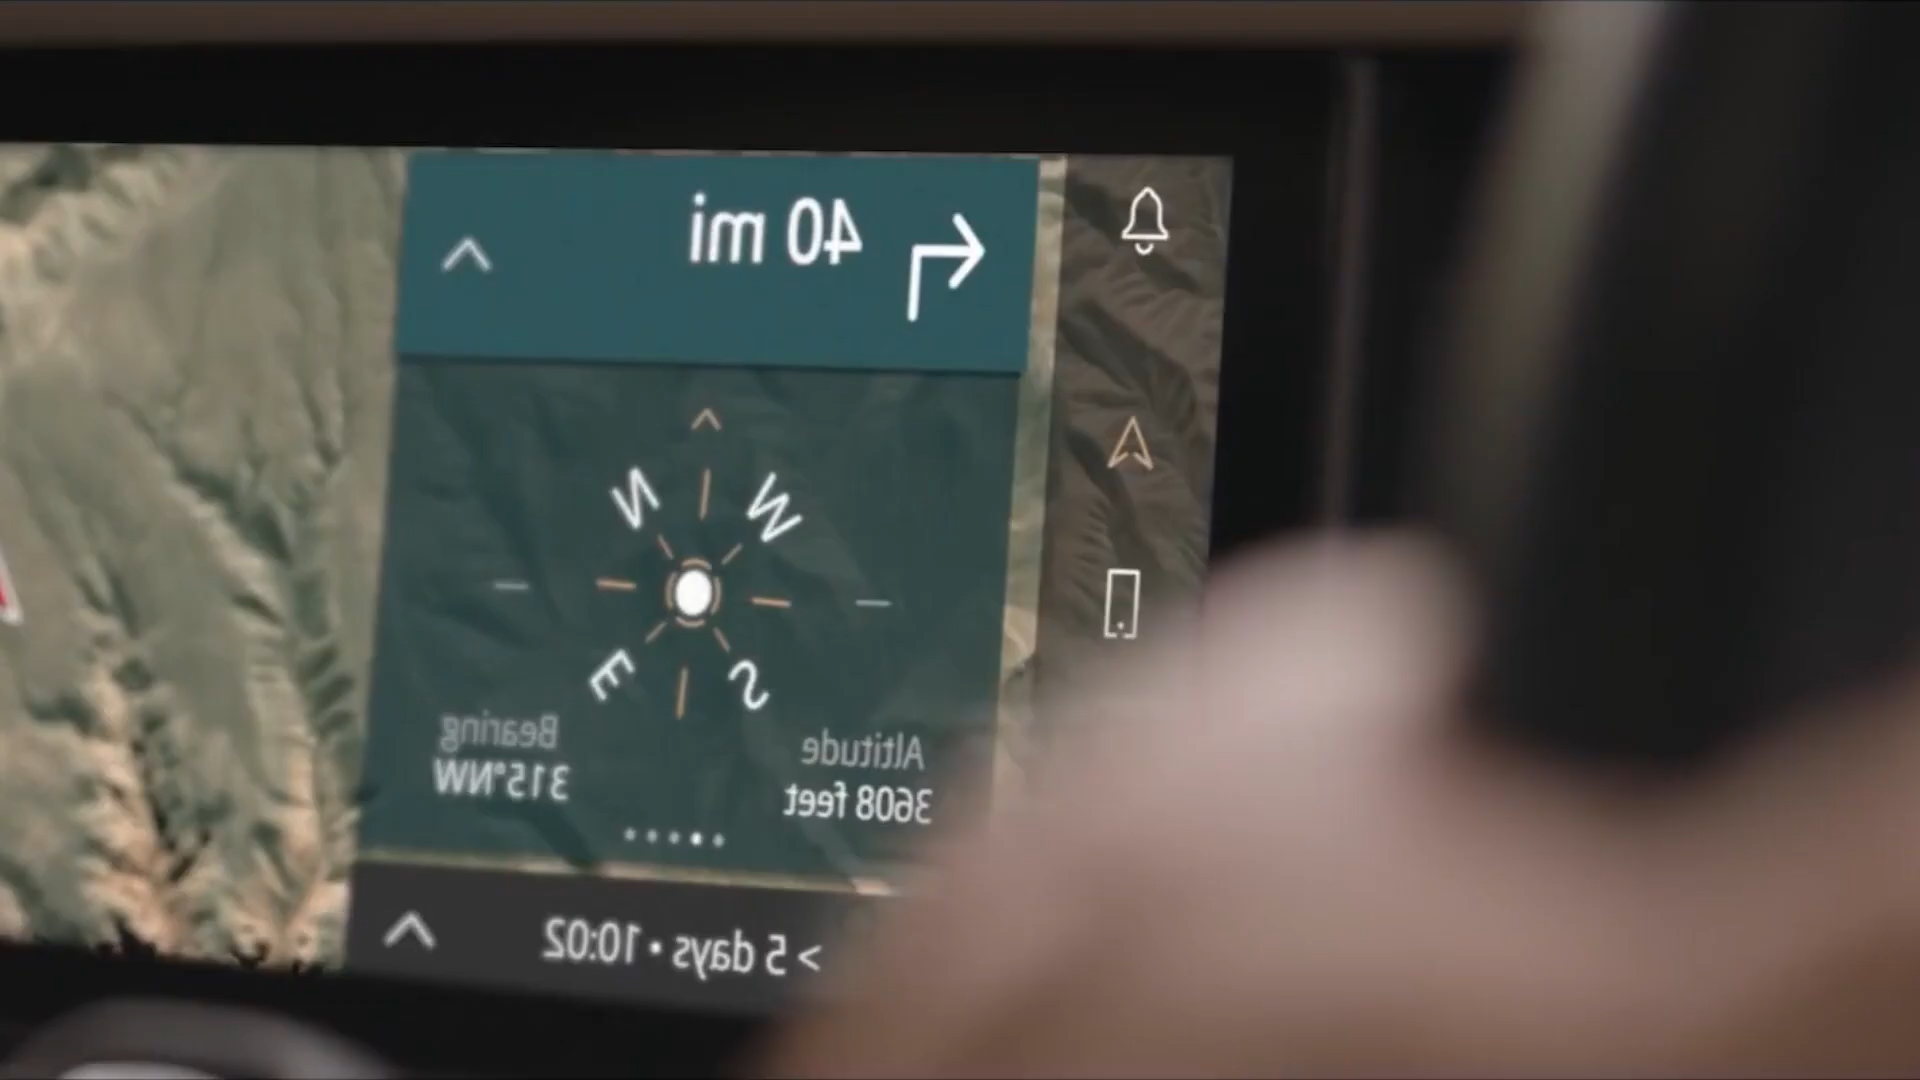 40 mi
N
W
E
S
Altitude
3608 feet
Bearing
315°NW
> 5 days • 10:02